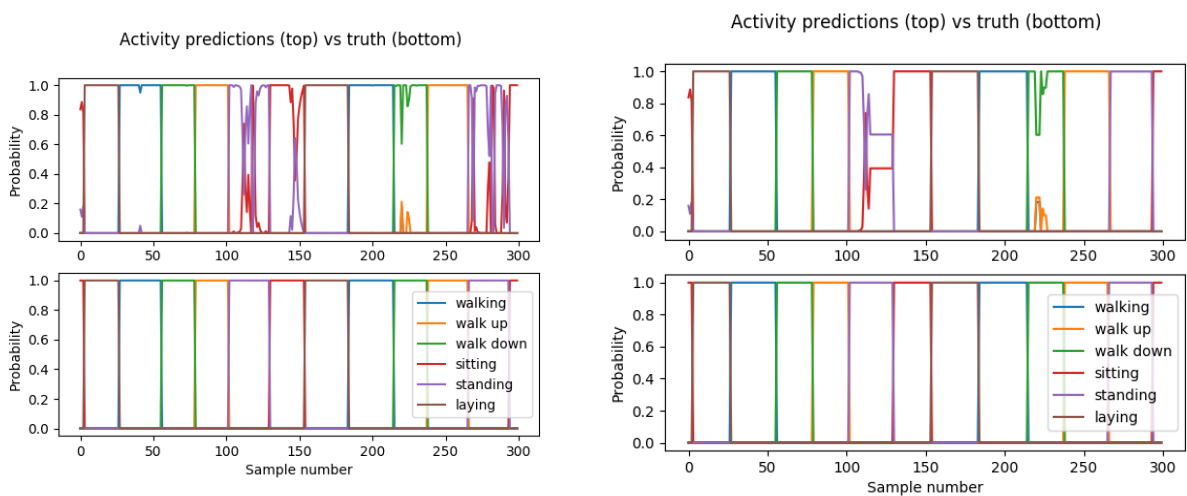 Activity predictions (top) vs truth (bottom)
1.0
0.8
0.6
0.4
0.2
0.0
Probability
0 50 100 150 200 250 300
1.0
0.8
0.6
0.4
0.2
0.0
Probability
walking
walk up
walk down
sitting
standing
laying
0 50 100 150 200 250 300
Sample number
Activity predictions (top) vs truth (bottom)
1.0
0.8
0.6
0.4
0.2
0.0
Probability
0 50 100 150 200 250 300
1.0
0.8
0.6
0.4
0.2
0.0
Probability
walking
walk up
walk down
sitting
standing
laying
0 50 100 150 200 250 300
Sample number